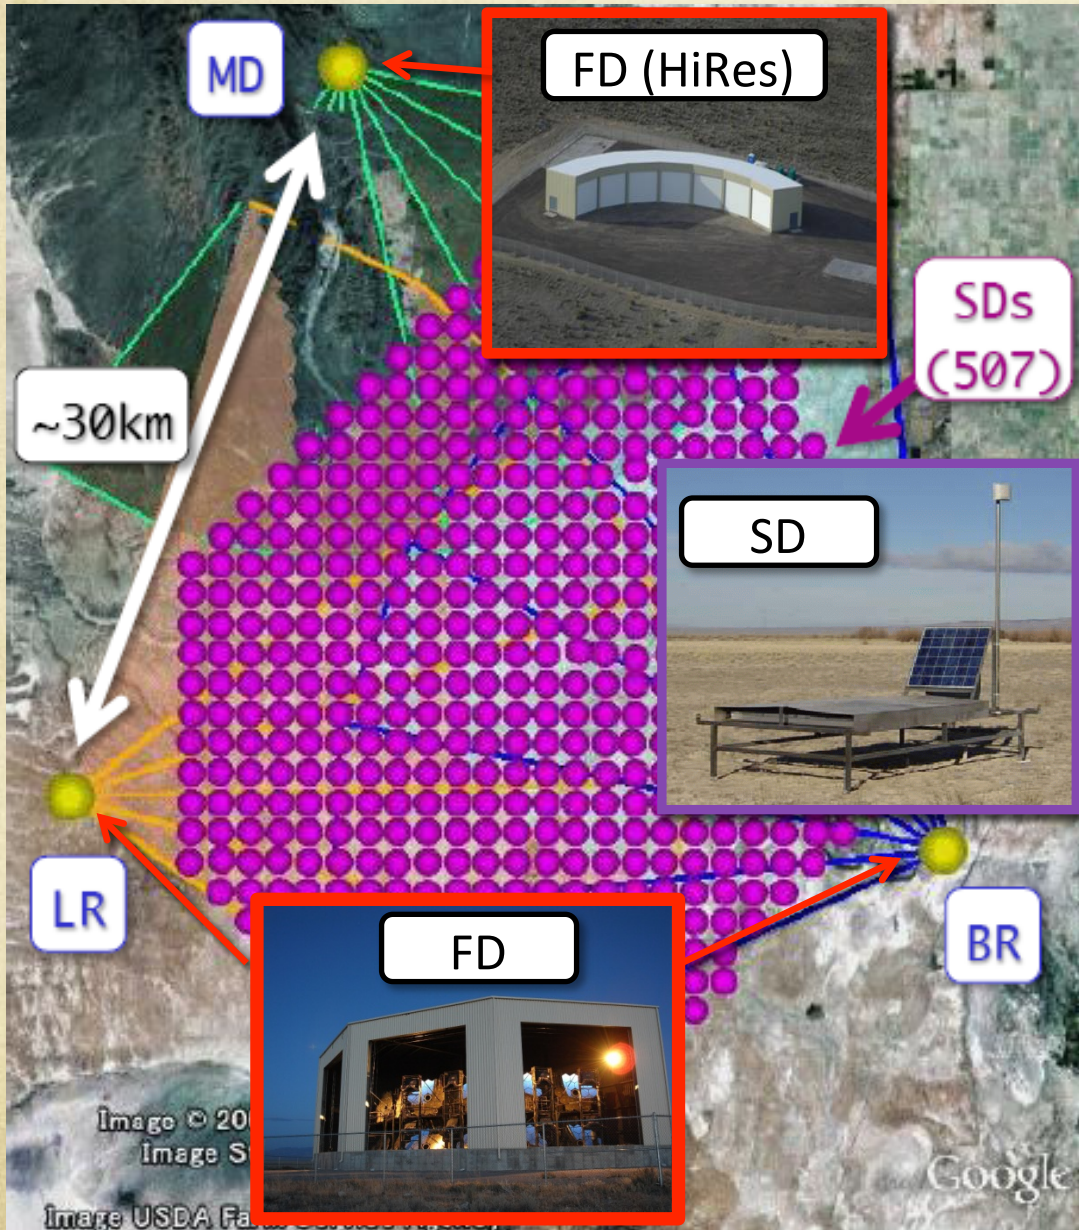 MD
FD (HiRes)
SDs
(507)
~30km
SD
LR
FD
BR
Image © 20
Image S
Google
Image USDA Fa